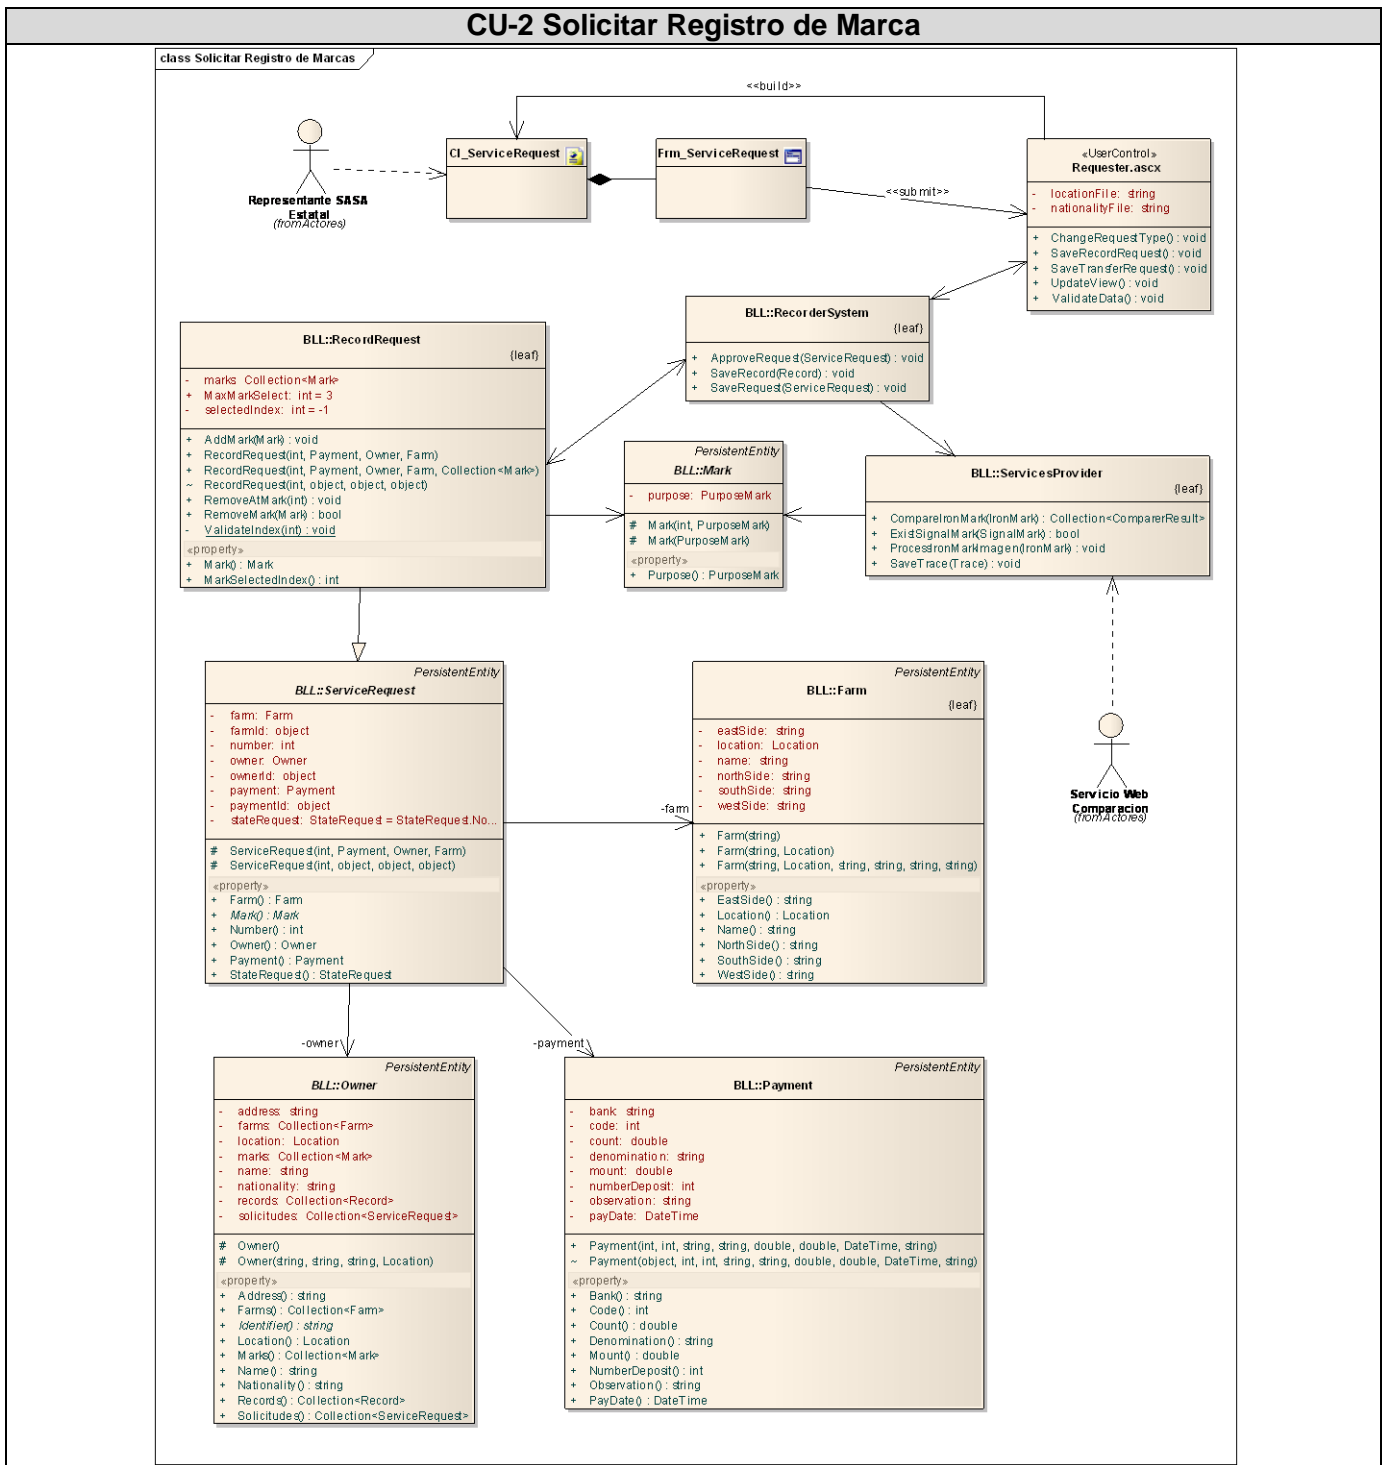 CU-2 Solicitar Registro de Marca
class Solicitar Registro de Marcas
<<build>>
Representante SASA
Estatal
(from Actores)
CI_ServiceRequest
Frm_ServiceRequest
<<submit>>
«UserControl»
Requester.ascx
- locationFile: string
- nationalityFile: string
+ ChangeRequestType() : void
+ SaveRecordRequest() : void
+ SaveTransferRequest() : void
+ UpdateView() : void
+ ValidateData() : void
BLL::RecorderSystem
{leaf}
+ ApproveRequest(ServiceRequest) : void
+ SaveRecord(Record) : void
+ SaveRequest(ServiceRequest) : void
BLL::RecordRequest
{leaf}
- marks: Collection<Mark>
+ MaxMarkSelect: int = 3
- selectedIndex: int = -1
+ AddMark(Mark) : void
+ RecordRequest(int, Payment, Owner, Farm)
+ RecordRequest(int, Payment, Owner, Farm, Collection<Mark>)
~ RecordRequest(int, object, object, object)
+ RemoveAtMark(int) : void
+ RemoveMark(Mark) : bool
- ValidateIndex(int) : void
«property»
+ Mark() : Mark
+ MarkSelectedIndex() : int
PersistentEntity
BLL::Mark
- purpose: PurposeMark
# Mark(int, PurposeMark)
# Mark(PurposeMark)
«property»
+ Purpose() : PurposeMark
BLL::ServicesProvider
{leaf}
+ CompareIronMark(IronMark) : Collection<ComparerResult>
+ ExistSignalMark(SignalMark) : bool
+ ProcessIronMarkImagen(IronMark) : void
+ SaveTrace(Trace) : void
Servicio Web
Comparacion
(from Actores)
PersistentEntity
BLL::ServiceRequest
- farm: Farm
- farmId: object
- number: int
- owner: Owner
- ownerId: object
- payment: Payment
- paymentId: object
- stateRequest: StateRequest = StateRequest.No...
# ServiceRequest(int, Payment, Owner, Farm)
# ServiceRequest(int, object, object, object)
«property»
+ Farm() : Farm
+ Mark() : Mark
+ Number() : int
+ Owner() : Owner
+ Payment() : Payment
+ StateRequest() : StateRequest
-farm
PersistentEntity
BLL::Farm
{leaf}
- eastSide: string
- location: Location
- name: string
- northSide: string
- southSide: string
- westSide: string
+ Farm(string)
+ Farm(string, Location)
+ Farm(string, Location, string, string, string, string)
«property»
+ EastSide() : string
+ Location() : Location
+ Name() : string
+ NorthSide() : string
+ SouthSide() : string
+ WestSide() : string
-owner
-payment
PersistentEntity
BLL::Owner
- address: string
- farms: Collection<Farm>
- location: Location
- marks: Collection<Mark>
- name: string
- nationality: string
- records: Collection<Record>
- solicitudes: Collection<ServiceRequest>
# Owner()
# Owner(string, string, string, Location)
«property»
+ Address() : string
+ Farms() : Collection<Farm>
+ Identifier() : string
+ Location() : Location
+ Marks() : Collection<Mark>
+ Name() : string
+ Nationality() : string
+ Records() : Collection<Record>
+ Solicitudes() : Collection<ServiceRequest>
PersistentEntity
BLL::Payment
- bank: string
- code: int
- count: double
- denomination: string
- mount: double
- numberDeposit: int
- observation: string
- payDate: DateTime
+ Payment(int, int, string, string, double, double, DateTime, string)
~ Payment(object, int, int, string, string, double, double, DateTime, string)
«property»
+ Bank() : string
+ Code() : int
+ Count() : double
+ Denomination() : string
+ Mount() : double
+ NumberDeposit() : int
+ Observation() : string
+ PayDate() : DateTime